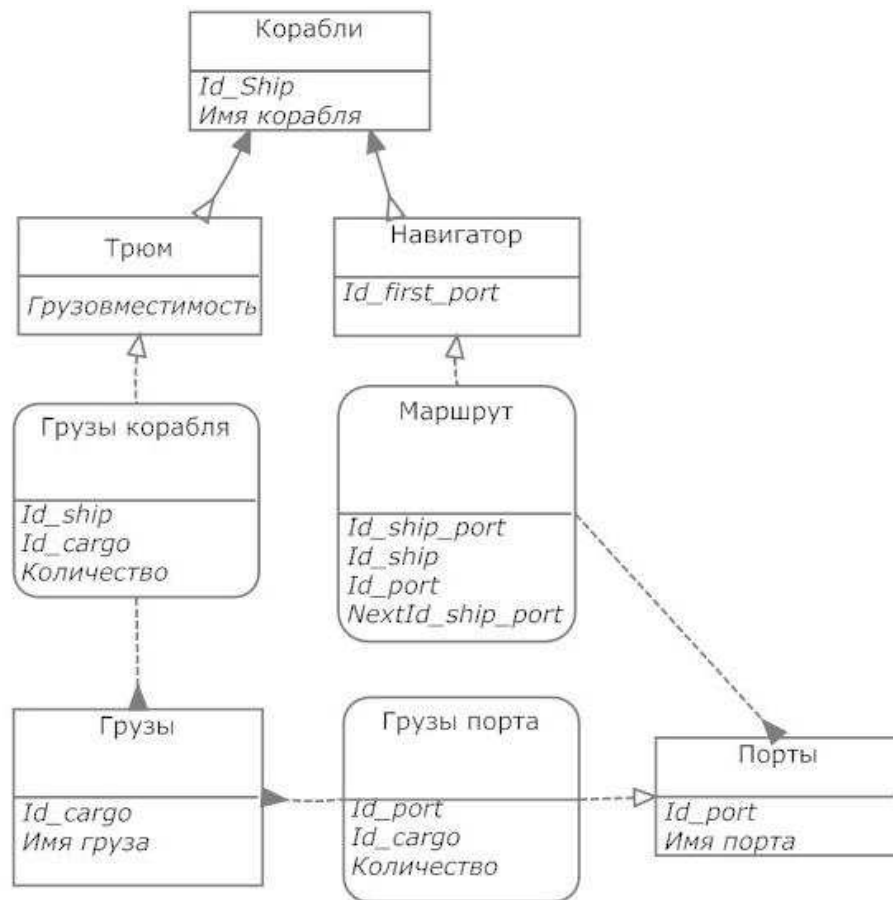 Корабли
Id_Ship
Имя корабля
Трюм
Грузовместимость
Навигатор
Id_first_port
Грузы корабля
Id_ship
Id_cargo
Количество
Маршрут
Id_ship_port
Id_ship
Id_port
NextId_ship_port
Грузы
Id_cargo
Имя груза
Грузы порта
Id_port
Id_cargo
Количество
Порты
Id_port
Имя порта